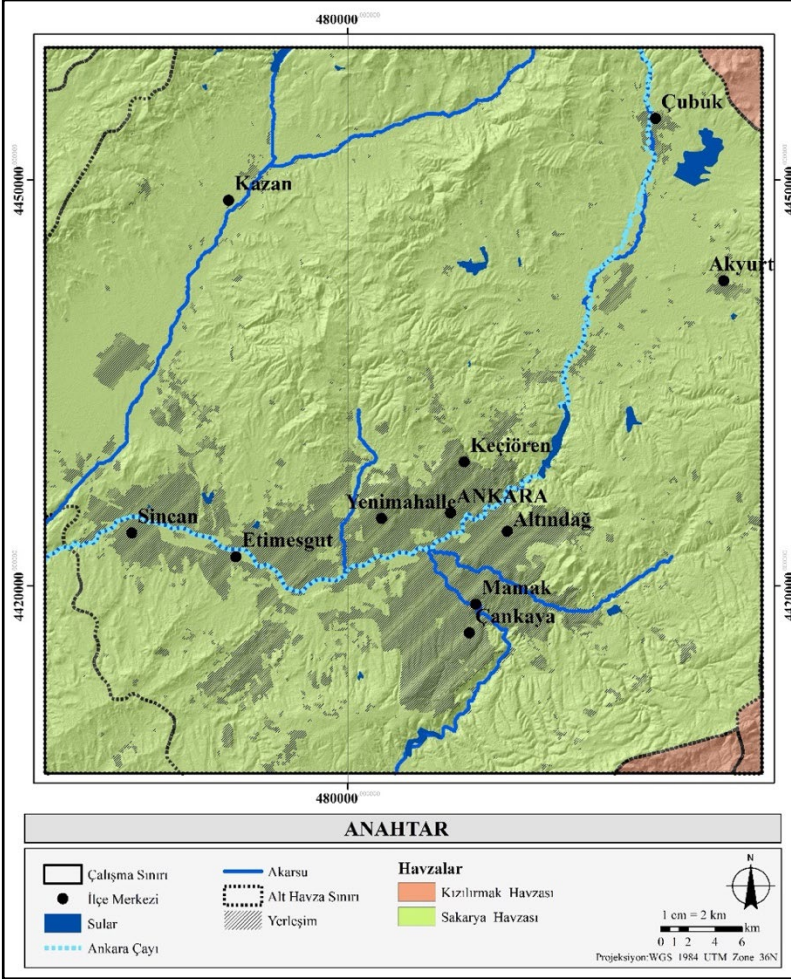 480000
4450000
4450000
Çubuk
Kazan
Akyurt
Keçiören
Yenimahalle
ANKARA
Sincan
Altındağ
Etimesgut
4420000
4420000
Mamak
Çankaya
480000
ANAHTAR
Çalışma Sınırı
İlçe Merkezi
Sular
Ankara Çayı
Akarsu
Alt Havza Sınırı
Yerleşim
Havzalar
Kızılırmak Havzası
Sakarya Havzası
N
1 cm = 2 km
0 1 2 4 6 km
Projeksiyon:WGS 1984 UTM Zone 36N